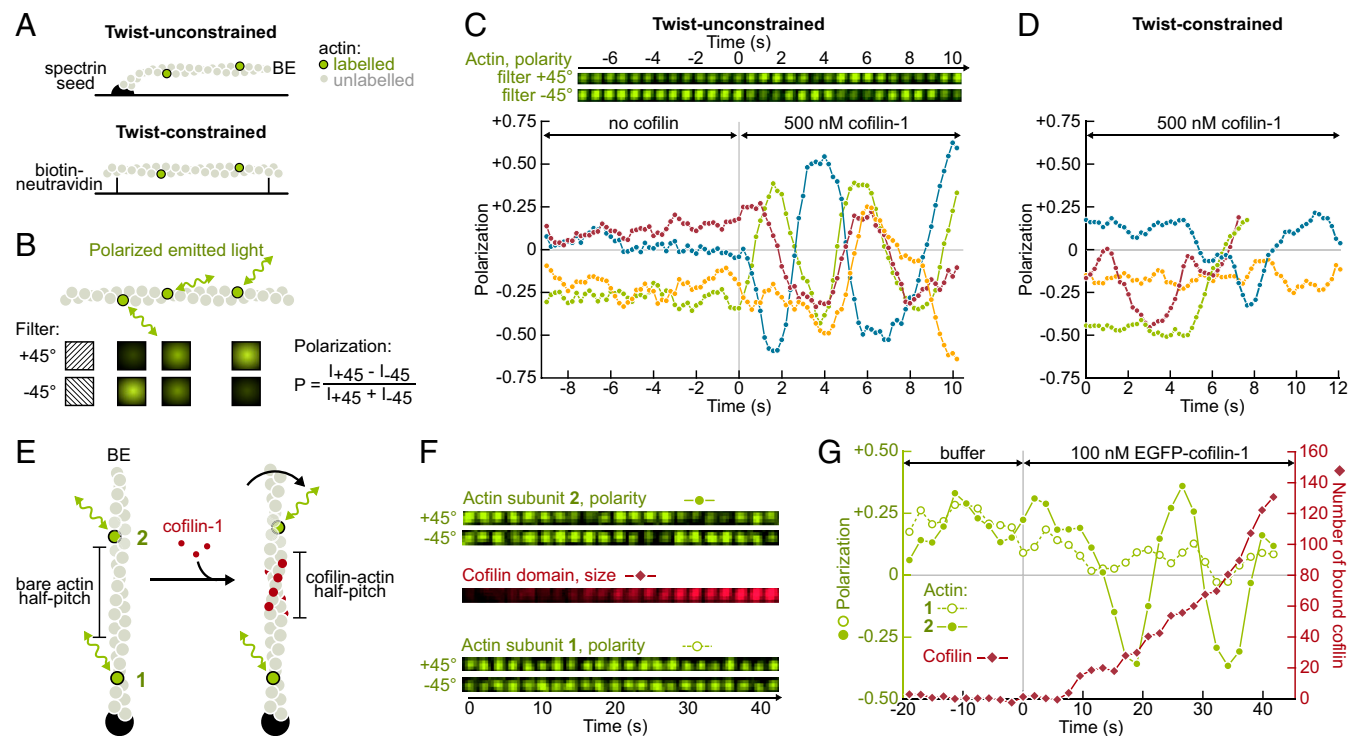 A
Twist-unconstrained
actin:
labelled
unlabelled
spectrin
seed
BE
Twist-constrained
biotin-
neutravidin
B
Polarized emitted light
Filter:
+45°
-45°
Polarization:
P = I+45 - I-45
I+45 + I-45
C
Twist-unconstrained
Time (s)
Actin, polarity
-6 -4 -2 0 2 4 6 8 10
filter +45°
filter -45°
no cofilin
500 nM cofilin-1
+0.75
+0.50
+0.25
0
-0.25
-0.50
-0.75
Polarization
-8 -6 -4 -2 0 2 4 6 8 10
Time (s)
D
Twist-constrained
500 nM cofilin-1
+0.75
+0.50
+0.25
0
-0.25
-0.50
-0.75
Polarization
0 2 4 6 8 10 12
Time (s)
E
BE
2
cofilin-1
bare actin
half-pitch
cofilin-actin
half-pitch
1
F
Actin subunit 2, polarity
+45°
-45°
Cofilin domain, size
Actin subunit 1, polarity
+45°
-45°
0 10 20 30 40
Time (s)
G
buffer
100 nM EGFP-cofilin-1
+0.50
+0.25
0
-0.25
-0.50
Polarization
Actin:
1
2
Cofilin
160
140
120
100
80
60
40
20
0
Number of bound cofilin
-20 -10 0 10 20 30 40
Time (s)